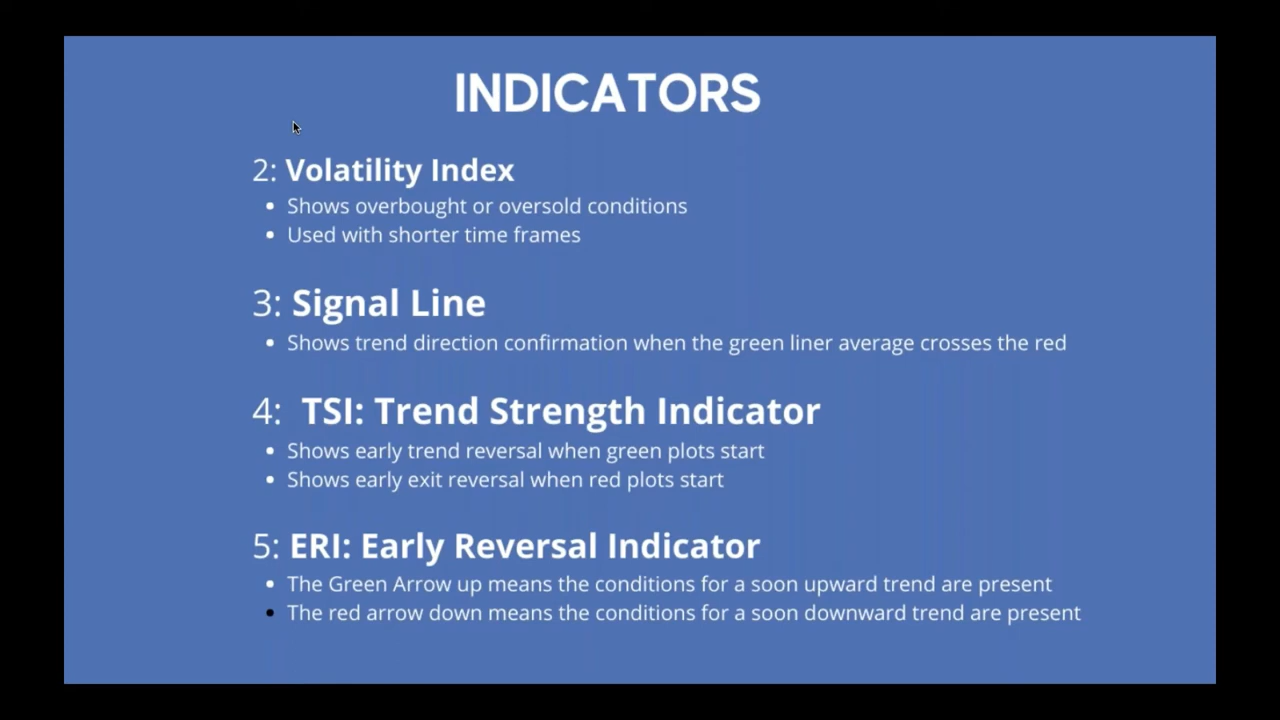 INDICATORS
2: Volatility Index
• Shows overbought or oversold conditions
• Used with shorter time frames
3: Signal Line
• Shows trend direction confirmation when the green liner average crosses the red
4: TSI: Trend Strength Indicator
• Shows early trend reversal when green plots start
• Shows early exit reversal when red plots start
5: ERI: Early Reversal Indicator
• The Green Arrow up means the conditions for a soon upward trend are present
• The red arrow down means the conditions for a soon downward trend are present